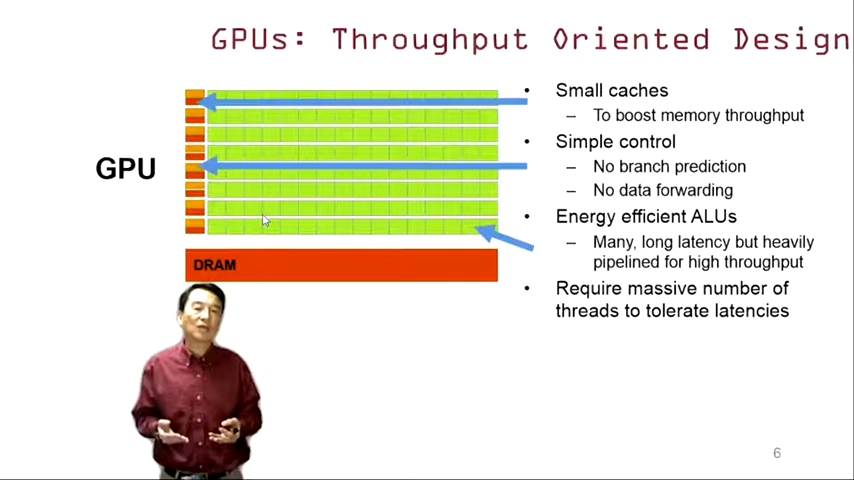 GPUs: Throughput Oriented Design
GPU
DRAM
• Small caches
– To boost memory throughput
• Simple control
– No branch prediction
– No data forwarding
• Energy efficient ALUs
– Many, long latency but heavily
pipelined for high throughput
• Require massive number of
threads to tolerate latencies
6